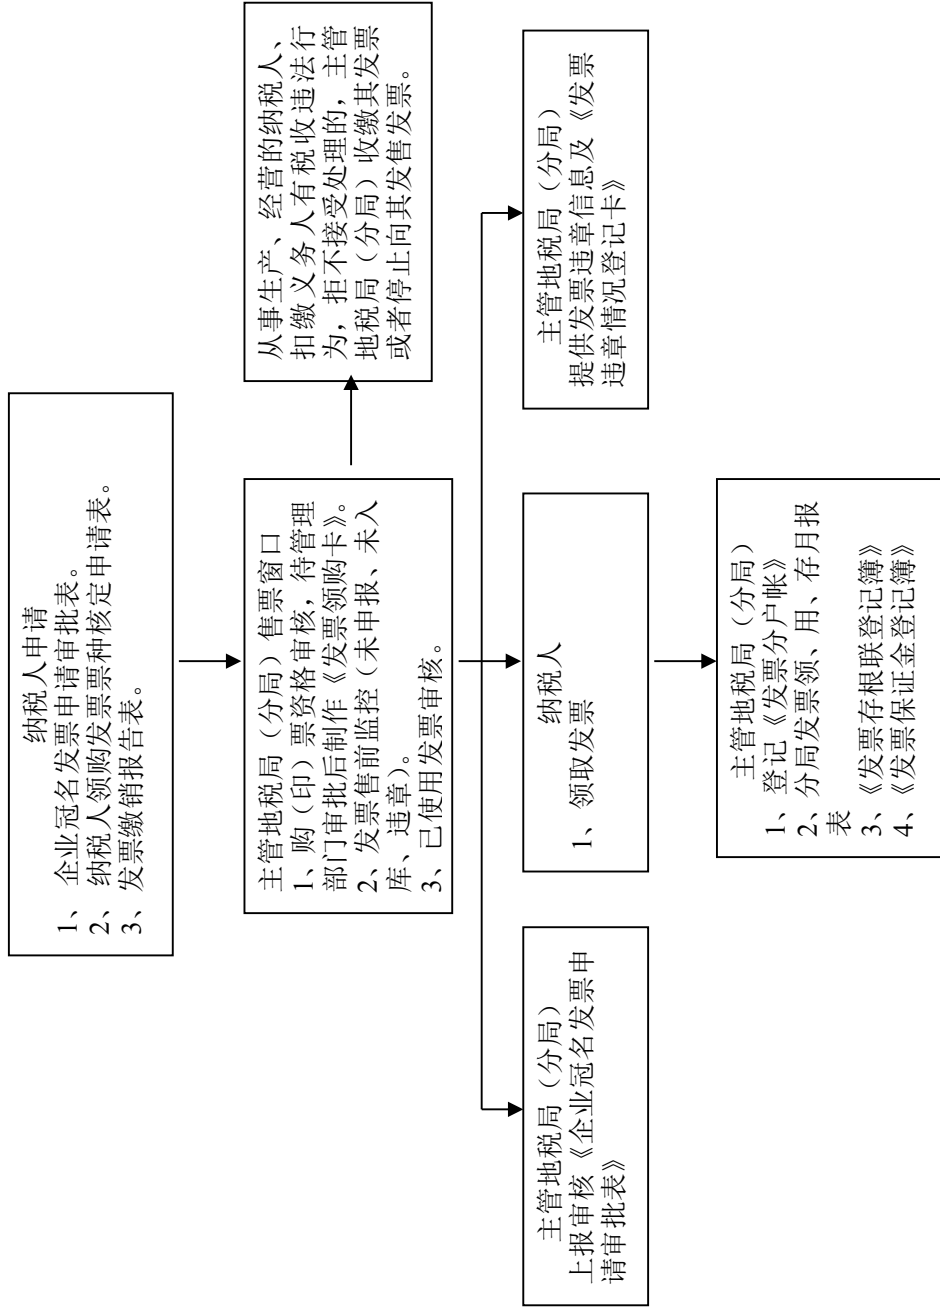 纳税人申请
1、 企业冠名发票申请审批表。
2、 纳税人领购发票票种核定申请表。
3、 发票缴销报告表。
主管地税局（分局）售票窗口
1、购（印）票资格审核，待管理
部门审批后制作《发票领购卡》。
2、发票售前监控（未申报、未入
库、违章）。
3、已使用发票审核。
从事生产、经营的纳税人、
扣缴义务人有税收违法行
为，拒不接受处理的，主管
地税局（分局）收缴其发票
或者停止向其发售发票。
主管地税局（分局）
上报审核《企业冠名发票申
请审批表》
纳税人
1、 领取发票
主管地税局（分局）
提供发票违章信息及《发票
违章情况登记卡》
主管地税局（分局）
1、 登记《发票分户帐》
2、 分局发票领、用、存月报
表
3、 《发票存根联登记簿》
4、 《发票保证金登记簿》